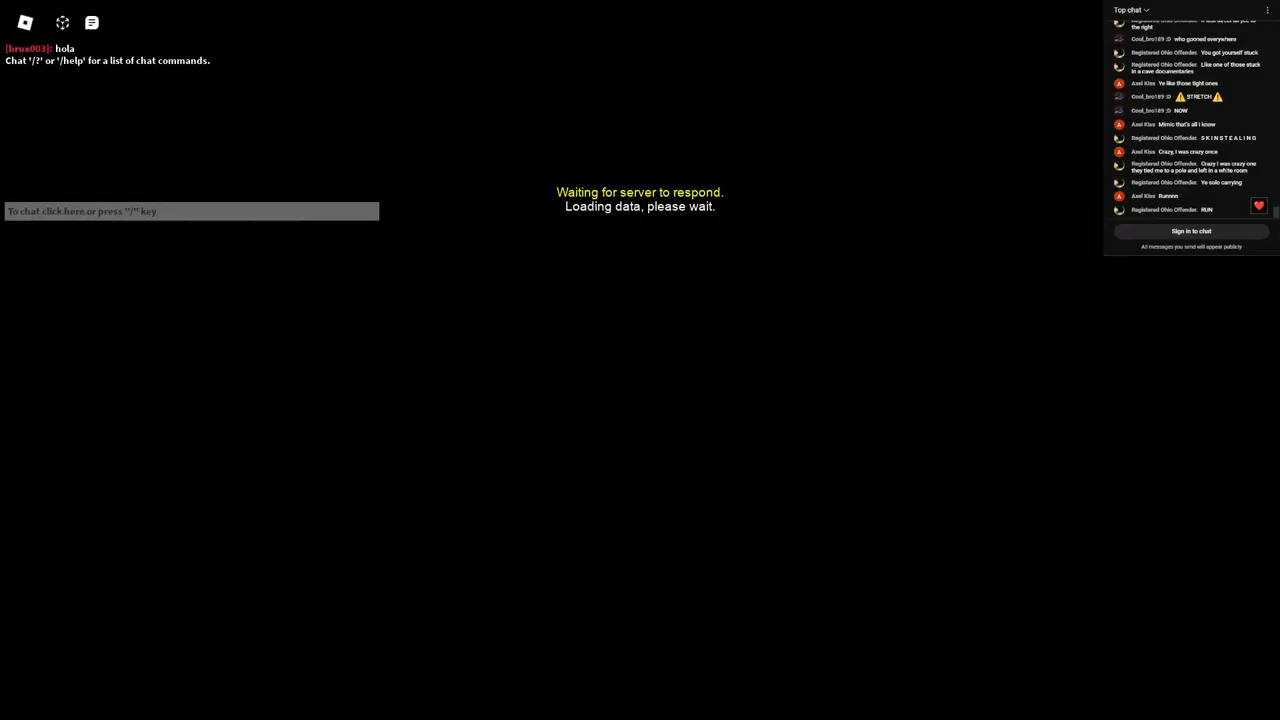 [brux003]: hola
Chat '/?' or '/help' for a list of chat commands.
To chat click here or press "/" key
Waiting for server to respond.
Loading data, please wait.
Top chat
the right
Cool_bro189 :D who gooned everywhere
Registered Ohio Offender. You got yourself stuck
Registered Ohio Offender. Like one of those stuck
in a cave documentaries
Axel Kiss Ye like those tight ones
Cool_bro189 :D ⚠️ STRETCH ⚠️
Cool_bro189 :D NOW
Axel Kiss Mimic that's all I know
Registered Ohio Offender. S K I N S T E A L I N G
Axel Kiss Crazy, I was crazy once
Registered Ohio Offender. Crazy I was crazy one
they tied me to a pole and left in a white room
Registered Ohio Offender. Ye solo carrying
Axel Kiss Runnnn
Registered Ohio Offender. RUN
Sign in to chat
All messages you send will appear publicly